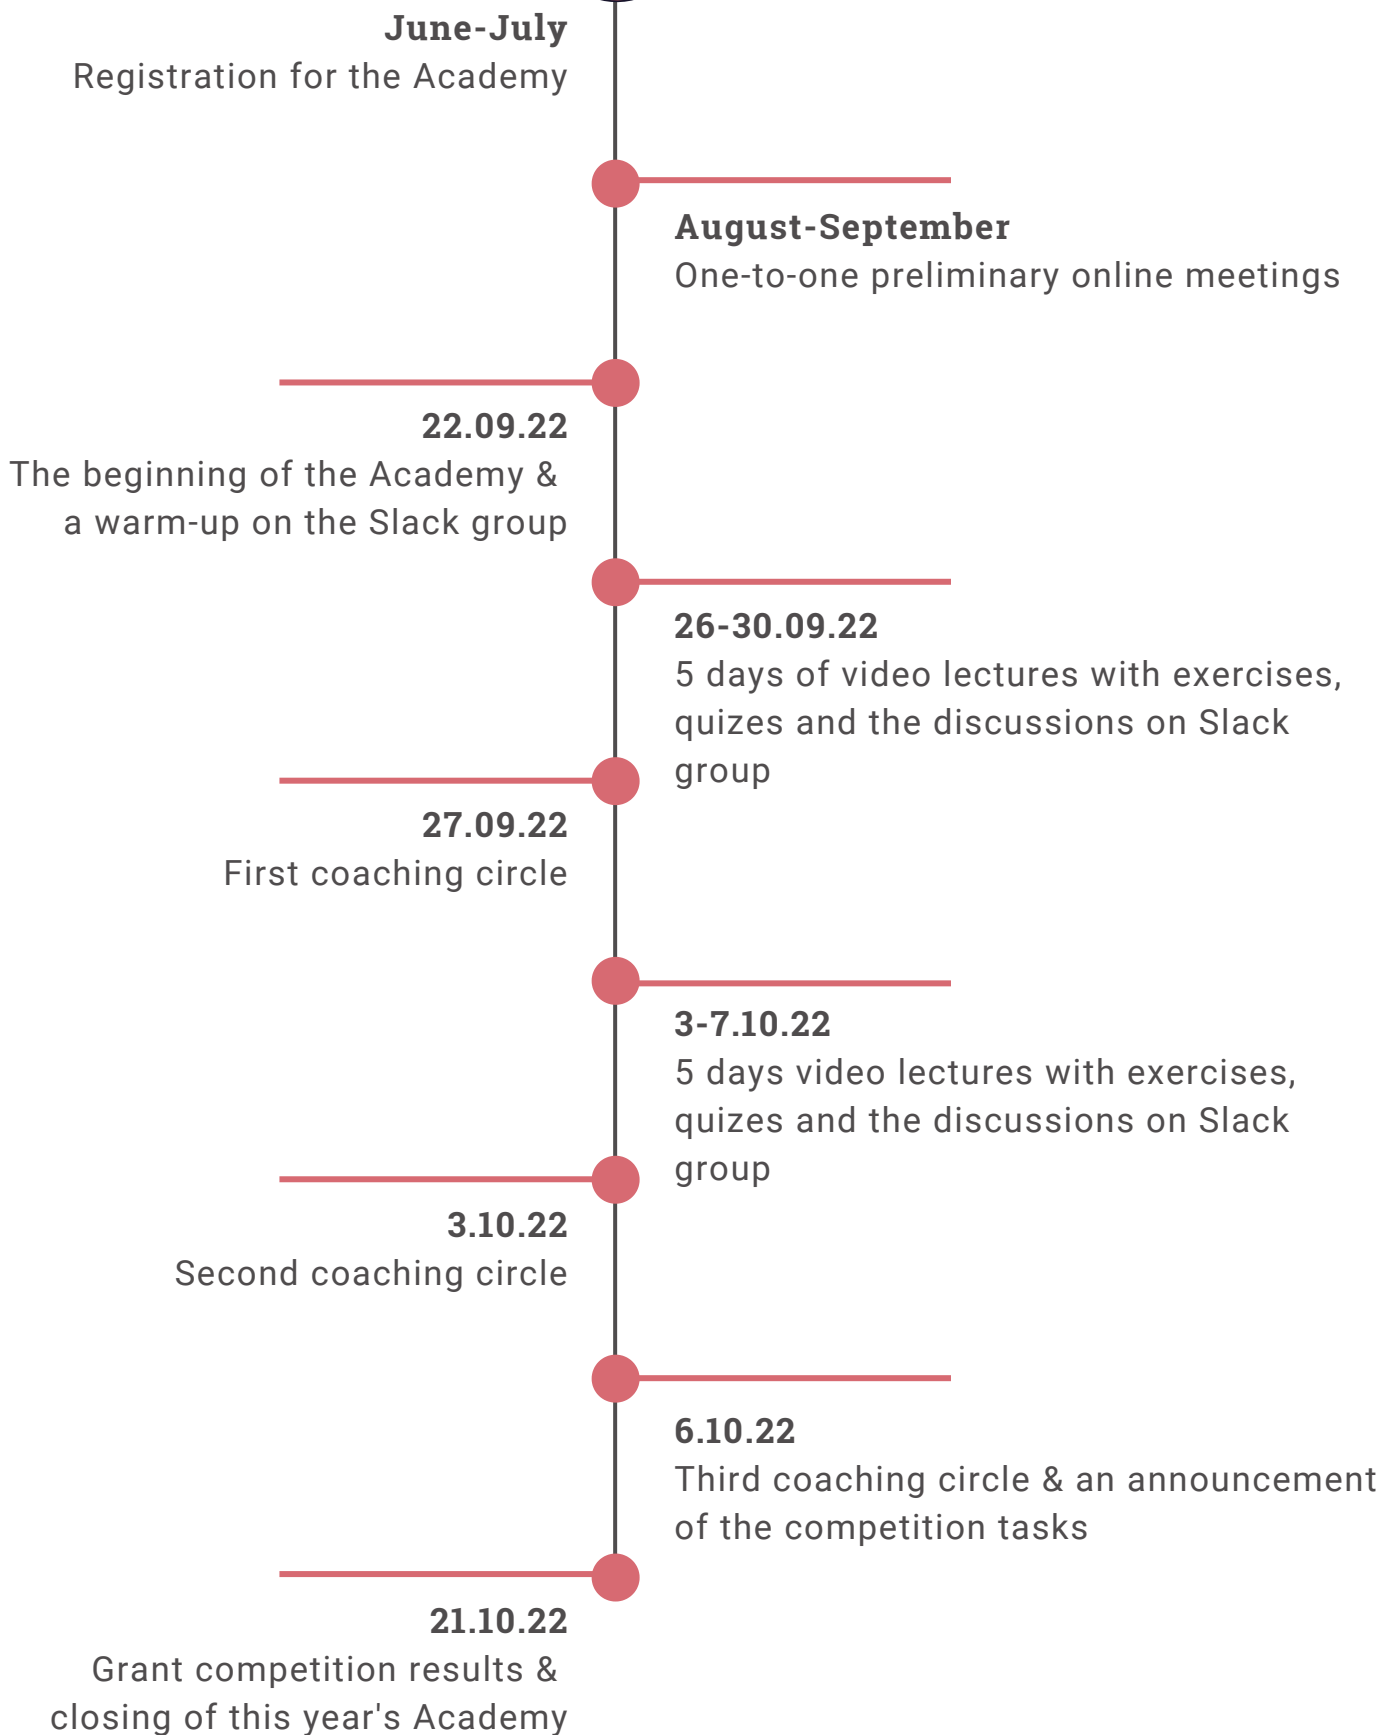 June-July
Registration for the Academy
August-September
One-to-one preliminary online meetings
22.09.22
The beginning of the Academy &
a warm-up on the Slack group
26-30.09.22
5 days of video lectures with exercises,
quizes and the discussions on Slack
group
27.09.22
First coaching circle
3-7.10.22
5 days video lectures with exercises,
quizes and the discussions on Slack
group
3.10.22
Second coaching circle
6.10.22
Third coaching circle & an announcement
of the competition tasks
21.10.22
Grant competition results &
closing of this year's Academy